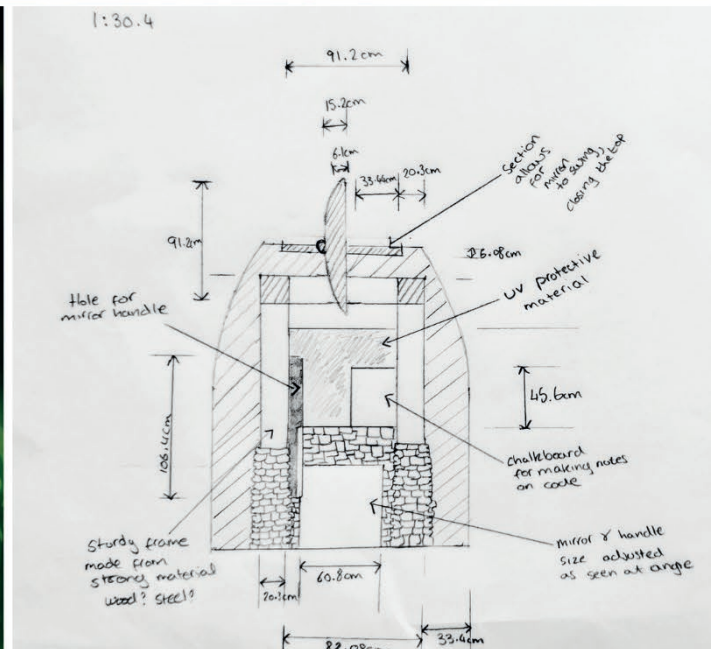 1:30.4
91.2cm
15.2cm
6.1cm
33.44cm
20.3cm
Section
allows
for
mirror
to swing,
closing the top
91.2cm
26.08cm
UV protective
material
Hole for
mirror handle
106.4cm
45.6cm
chalkboard
for making notes
on code
Sturdy frame
made from
strong material
wood? steel?
mirror & handle
size adjusted
as seen at angle
60.8cm
20.3cm
33.4cm
82.08cm